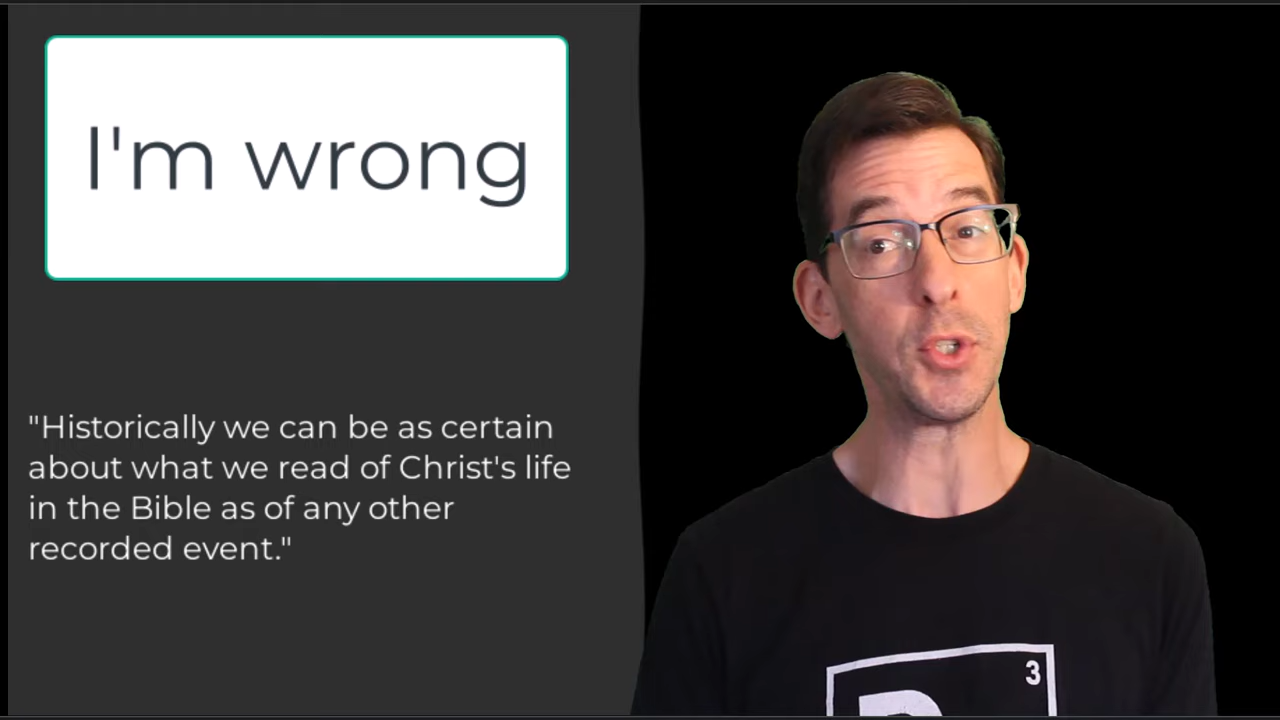 I'm wrong
"Historically we can be as certain
about what we read of Christ's life
in the Bible as of any other
recorded event."
3